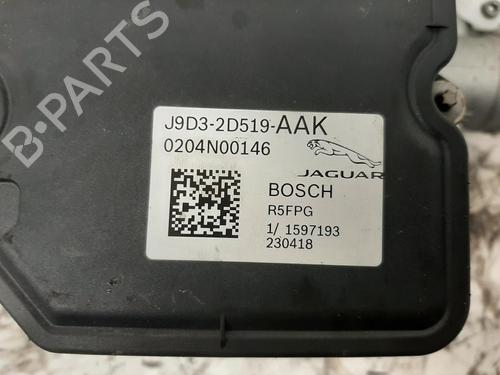 J9D3-2D519-AAK
0204N00146
JAGUAR
BOSCH
R5FPG
1/ 1597193
230418
B-PARTS